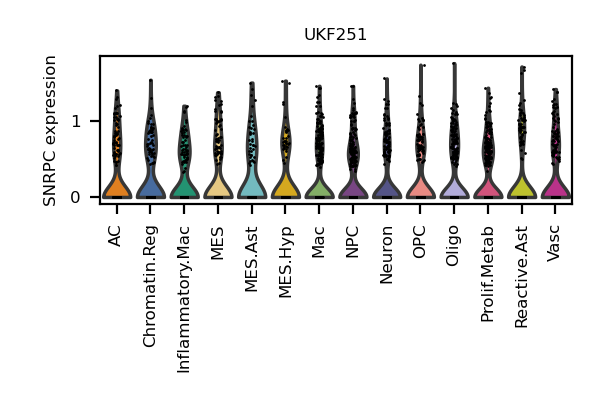 UKF251
SNRPC expression
1
0
AC
Chromatin.Reg
Inflammatory.Mac
MES
MES.Ast
MES.Hyp
Mac
NPC
Neuron
OPC
Oligo
Prolif.Metab
Reactive.Ast
Vasc